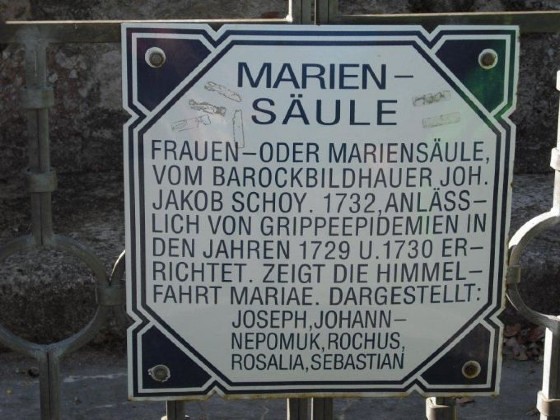 MARIEN-
SÄULE
FRAUEN-ODER MARIENSÄULE,
VOM BAROCKBILDHAUER JOH.
JAKOB SCHOY. 1732, ANLÄSS-
LICH VON GRIPPEEPIDEMIEN IN
DEN JAHREN 1729 U.1730 ER-
RICHTET. ZEIGT DIE HIMMEL-
FAHRT MARIAE. DARGESTELLT:
JOSEPH, JOHANN-
NEPOMUK, ROCHUS,
ROSALIA, SEBASTIAN